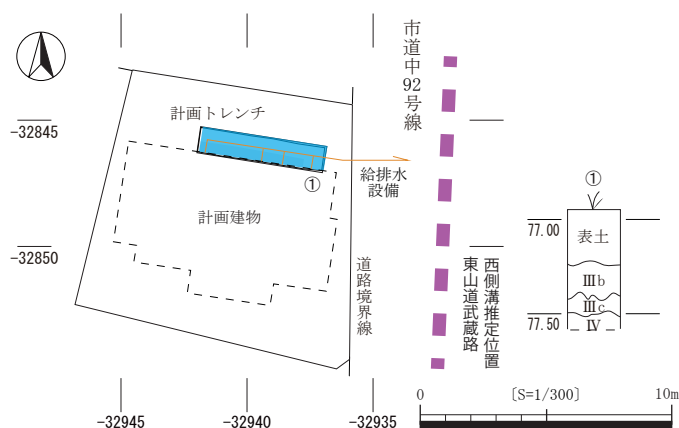 市道中92号線
-32845
計画トレンチ
①
給排水
設備
計画建物
-32850
道路境界線
西側溝推定位置
東山道武蔵路
①
77.00
表土
Ⅲb
Ⅲc
77.50
Ⅳ
0
〔S=1/300〕
10m
-32945
-32940
-32935